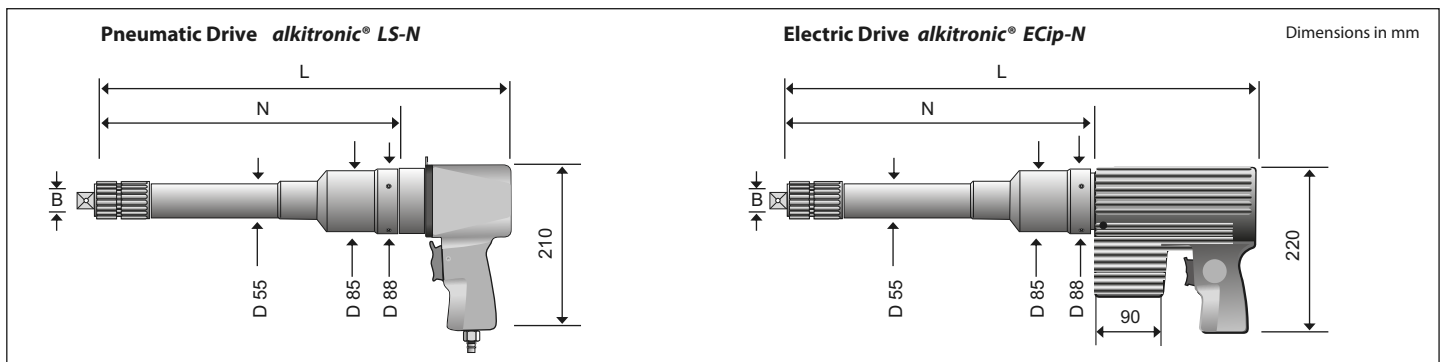 Pneumatic Drive alkitronic® LS-N
L
N
B
D 55
D 85
D 88
210
Electric Drive alkitronic® ECip-N
Dimensions in mm
L
N
B
D 55
D 85
D 88
90
220